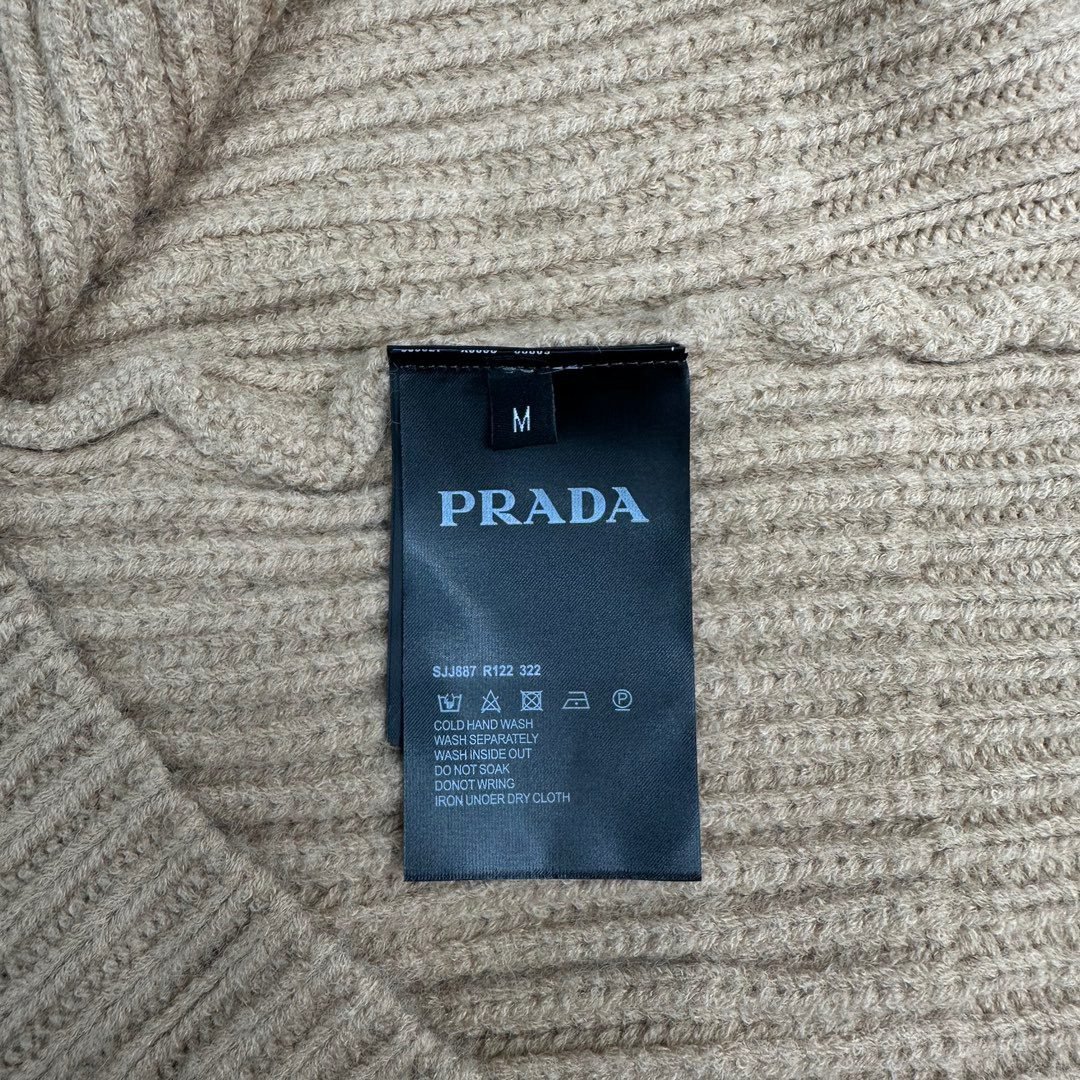 M
PRADA
SJJ887 R122 322
P
COLD HAND WASH
WASH SEPARATELY
WASH INSIDE OUT
DO NOT SOAK
DONOT WRING
IRON UNOER DRY CLOTH